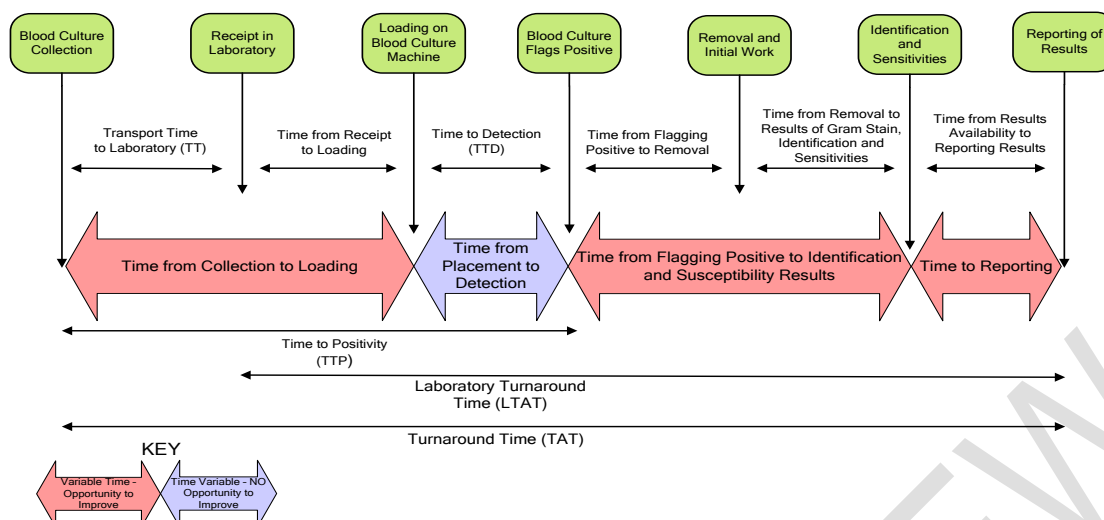 Blood Culture
Collection
Receipt in
Laboratory
Loading on
Blood Culture
Machine
Blood Culture
Flags Positive
Removal and
Initial Work
Identification
and
Sensitivities
Reporting of
Results
Transport Time
to Laboratory (TT)
Time from Receipt
to Loading
Time to Detection
(TTD)
Time from Flagging
Positive to Removal
Time from Removal to
Results of Gram Stain,
Identification and
Sensitivities
Time from Results
Availability to
Reporting Results
Time from Collection to Loading
Time from
Placement to
Detection
Time from Flagging Positive to Identification
and Susceptibility Results
Time to Reporting
Time to Positivity
(TTP)
Laboratory Turnaround
Time (LTAT)
Turnaround Time (TAT)
KEY
Variable Time -
Opportunity to
Improve
Time Variable - NO
Opportunity to
Improve
EW